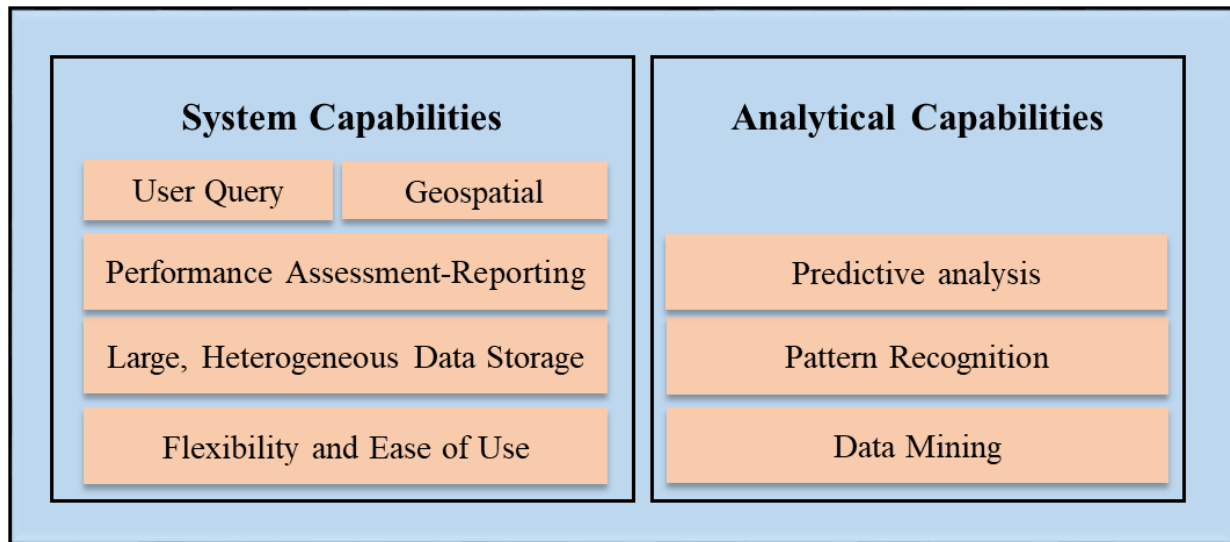 System Capabilities
User Query
Geospatial
Performance Assessment-Reporting
Large, Heterogeneous Data Storage
Flexibility and Ease of Use
Analytical Capabilities
Predictive analysis
Pattern Recognition
Data Mining